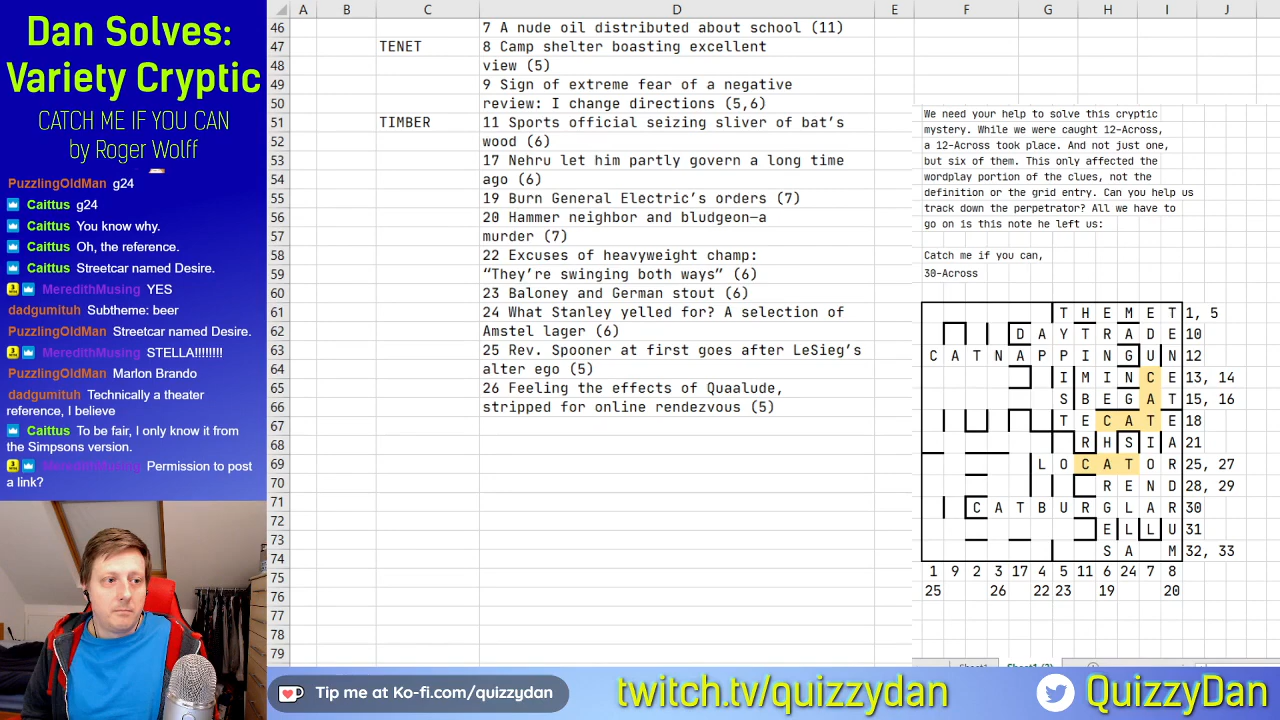 Dan Solves:
Variety Cryptic
CATCH ME IF YOU CAN
by Roger Wolff
PuzzlingOldMan g24
Caittus g24
Caittus You know why.
Caittus Oh, the reference.
Caittus Streetcar named Desire.
MeredithMusing YES
dadgumituh Subtheme: beer
PuzzlingOldMan Streetcar named Desire.
MeredithMusing STELLA!!!!!!!!
PuzzlingOldMan Marlon Brando
dadgumituh Technically a theater
reference, I believe
Caittus To be fair, I only know it from
the Simpsons version.
MeredithMusing Permission to post
a link?
A B C D E F G H I J
46 7 A nude oil distributed about school (11)
47 TENET 8 Camp shelter boasting excellent
48 view (5)
49 9 Sign of extreme fear of a negative
50 review: I change directions (5,6)
51 TIMBER 11 Sports official seizing sliver of bat's
52 wood (6)
53 17 Nehru let him partly govern a long time
54 ago (6)
55 19 Burn General Electric's orders (7)
56 20 Hammer neighbor and bludgeon—a
57 murder (7)
58 22 Excuses of heavyweight champ:
59 “They're swinging both ways” (6)
60 23 Baloney and German stout (6)
61 24 What Stanley yelled for? A selection of
62 Amstel lager (6)
63 25 Rev. Spooner at first goes after LeSieg's
64 alter ego (5)
65 26 Feeling the effects of Quaalude,
66 stripped for online rendezvous (5)
67
68
69
70
71
72
73
74
75
76
77
78
79
We need your help to solve this cryptic
mystery. While we were caught 12-Across,
a 12-Across took place. And not just one,
but six of them. This only affected the
wordplay portion of the clues, not the
definition or the grid entry. Can you help us
track down the perpetrator? All we have to
go on is this note he left us:
Catch me if you can,
30-Across
T H E M E T 1, 5
D A Y T R A D E 10
C A T N A P P I N G U N 12
I M I N C E 13, 14
S B E G A T 15, 16
T E C A T E 18
R H S I A 21
L O C A T O R 25, 27
R E N D 28, 29
C A T B U R G L A R 30
E L L U 31
S A M 32, 33
1 9 2 3 17 4 5 11 6 24 7 8
25 26 22 23 19 20
Tip me at Ko-fi.com/quizzydan
twitch.tv/quizzydan
QuizzyDan